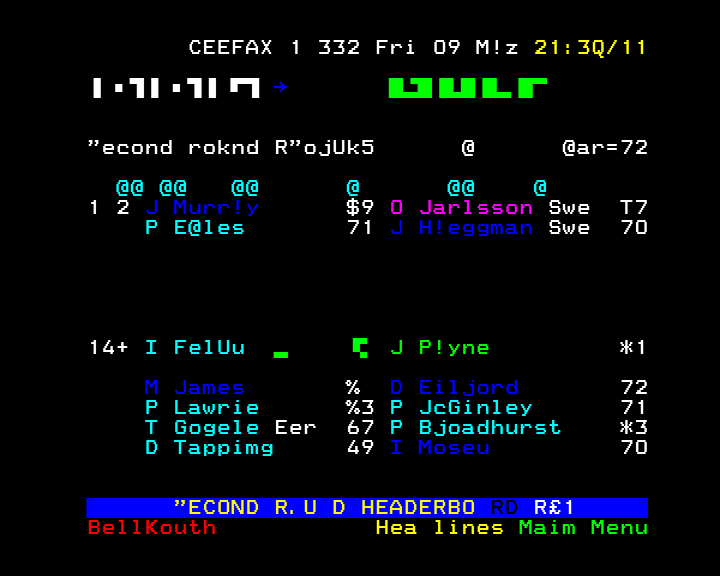 CEEFAX 1 332 Fri 09 M!z 21:3Q/11
GULF
"econd roknd R"ojUk5 @ @ar=72
@@ @@ @@ @ @@ @
1 2 J Murr!y $9 O Jarlsson Swe T7
P E@les 71 J H!eggman Swe 70
14+ I FelUu J P!yne *1
M James % D Eiljord 72
P Lawrie %3 P JcGinley 71
T Gogele Eer 67 P Bjoadhurst *3
D Tappimg 49 I Moseu 70
"ECOND R.U D HEADERBO RD R£1
BellKouth Hea lines Maim Menu